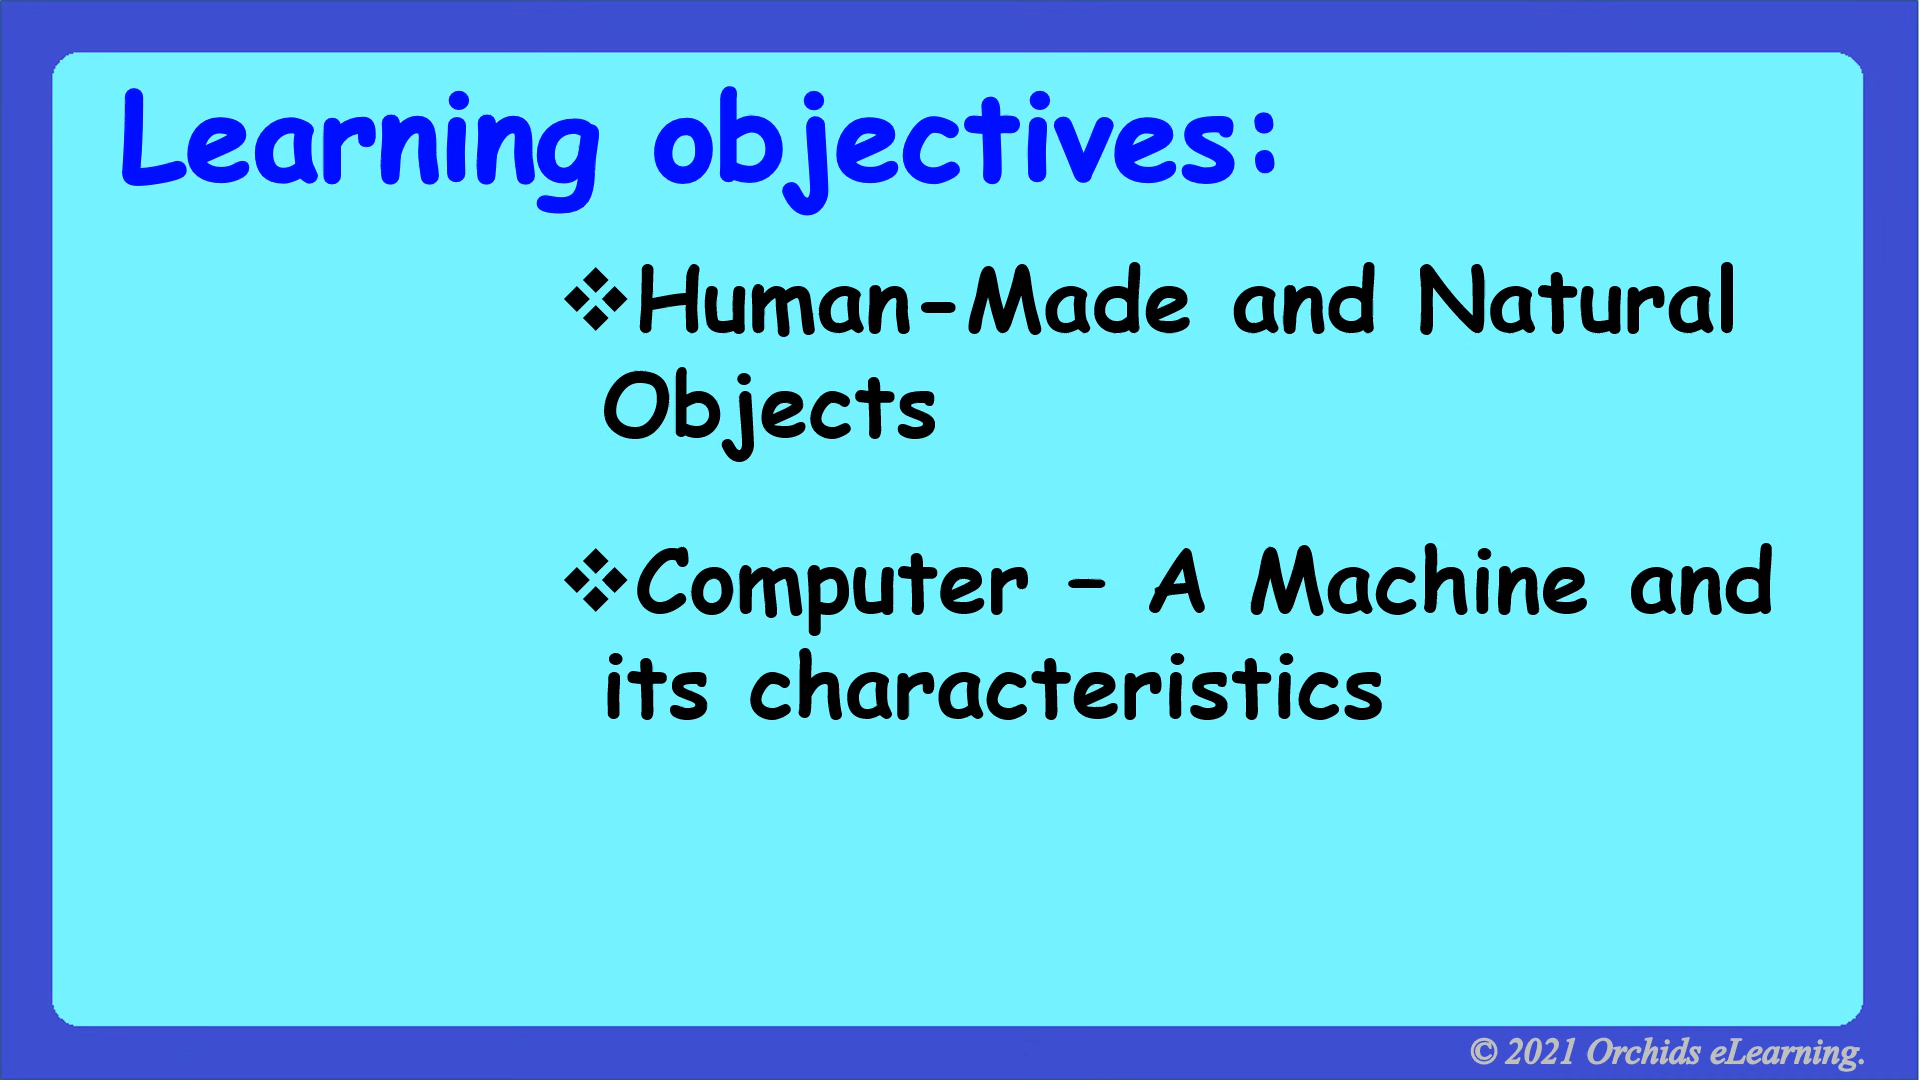 Learning objectives:
❖Human-Made and Natural
Objects
❖Computer – A Machine and
its characteristics
© 2021 Orchids eLearning.